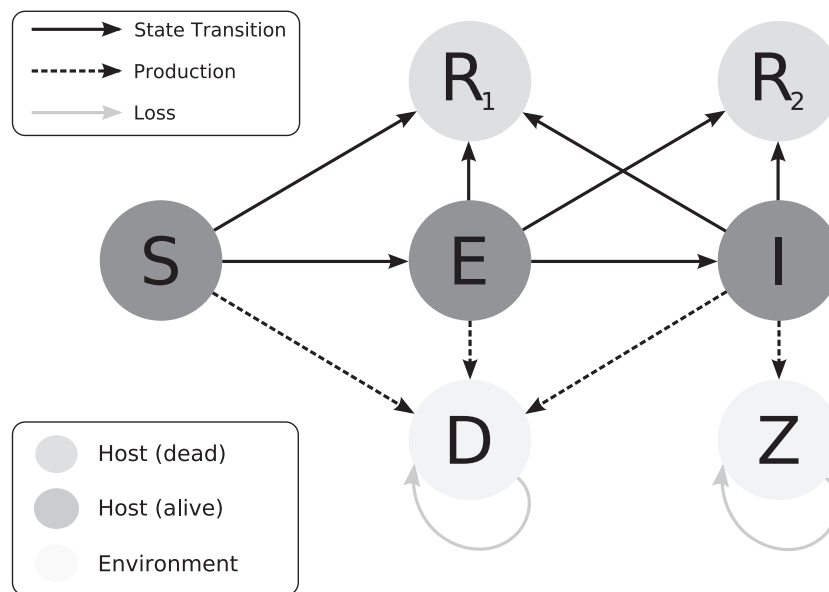 State Transition
Production
Loss
R1
R2
S
E
I
D
Z
Host (dead)
Host (alive)
Environment